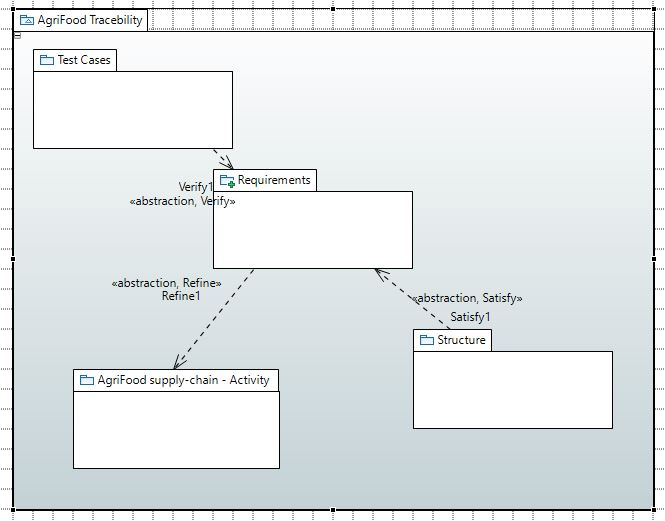 AgriFood Tracebility
Test Cases
Requirements
Verify1
«abstraction, Verify»
«abstraction, Refine»
Refine1
«abstraction, Satisfy»
Satisfy1
Structure
AgriFood supply-chain - Activity